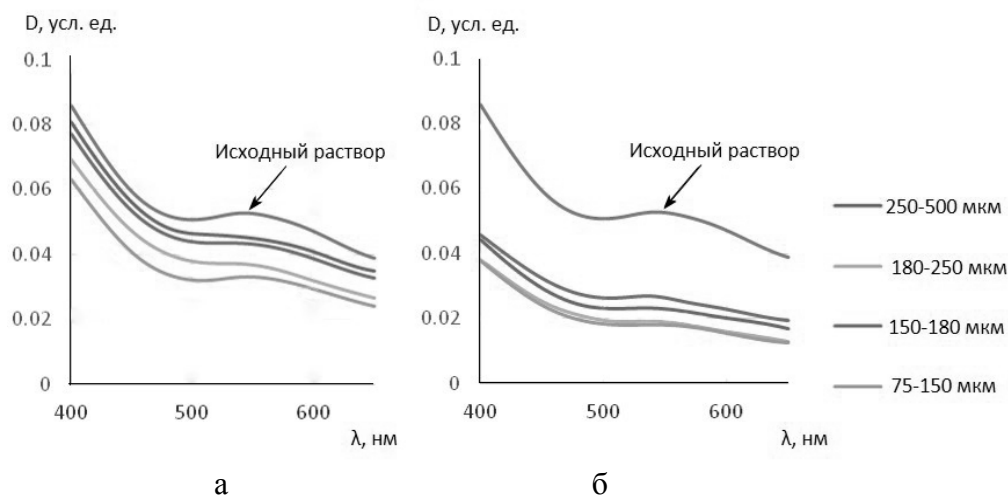 D, усл. ед.
0.1
0.08
0.06
0.04
0.02
0
400
500
600
λ, нм
Исходный раствор
а
D, усл. ед.
0.1
0.08
0.06
0.04
0.02
0
400
500
600
λ, нм
Исходный раствор
б
250-500 мкм
180-250 мкм
150-180 мкм
75-150 мкм